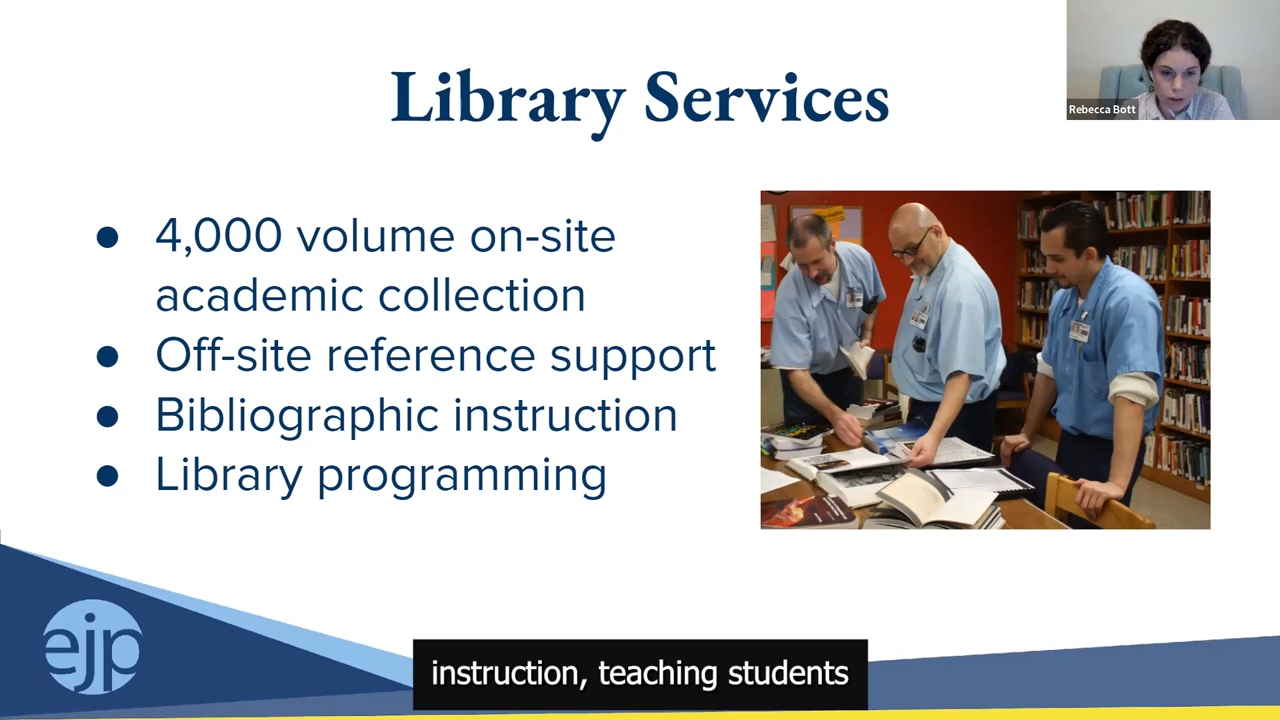 Library Services
Rebecca Bott
● 4,000 volume on-site
academic collection
● Off-site reference support
● Bibliographic instruction
● Library programming
ejp
instruction, teaching students